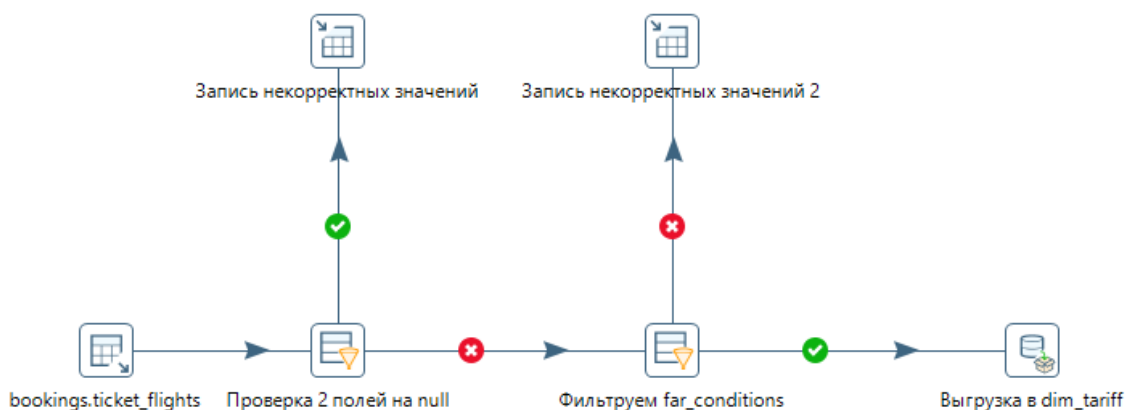 Запись некорректных значений
Запись некорректных значений 2
bookings.ticket_flights
Проверка 2 полей на null
Фильтруем far_conditions
Выгрузка в dim_tariff